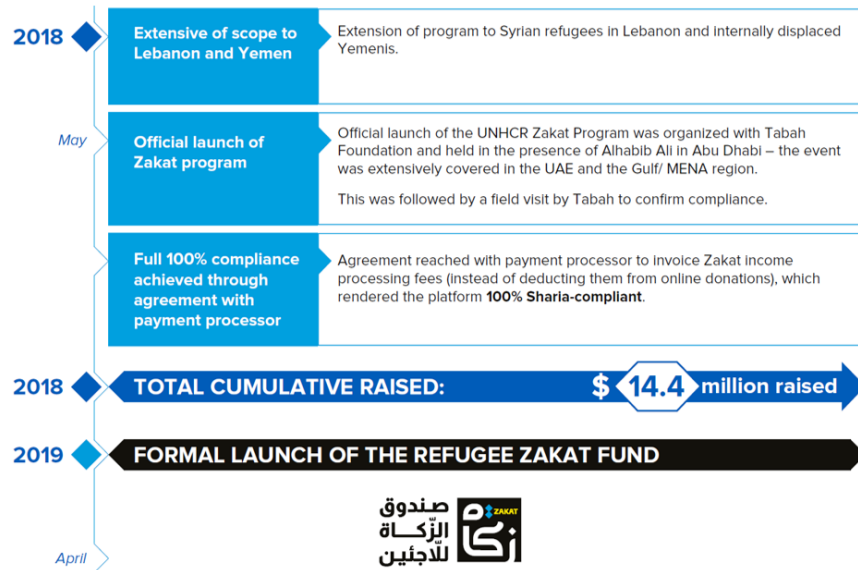 2018
Extensive of scope to
Lebanon and Yemen
Extension of program to Syrian refugees in Lebanon and internally displaced
Yemenis.
May
Official launch of
Zakat program
Official launch of the UNHCR Zakat Program was organized with Tabah
Foundation and held in the presence of Alhabib Ali in Abu Dhabi – the event
was extensively covered in the UAE and the Gulf/ MENA region.
This was followed by a field visit by Tabah to confirm compliance.
Full 100% compliance
achieved through
agreement with
payment processor
Agreement reached with payment processor to invoice Zakat income
processing fees (instead of deducting them from online donations), which
rendered the platform 100% Sharia-compliant.
2018
TOTAL CUMULATIVE RAISED:
$ 14.4 million raised
2019
FORMAL LAUNCH OF THE REFUGEE ZAKAT FUND
صندوق
الزّكــاة
للّاجئين
ZAKAT
زكاة
April